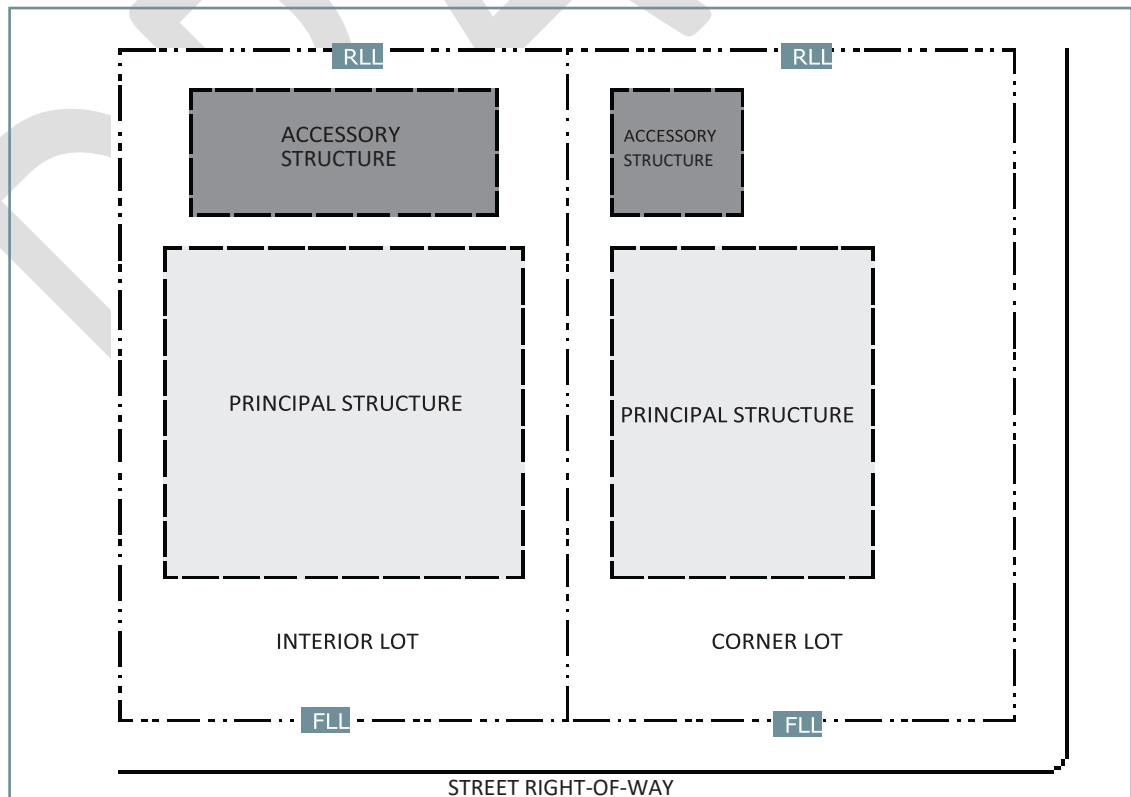 RLL
RLL
ACCESSORY
STRUCTURE
ACCESSORY
STRUCTURE
PRINCIPAL STRUCTURE
PRINCIPAL STRUCTURE
INTERIOR LOT
CORNER LOT
FLL
FLL
STREET RIGHT-OF-WAY